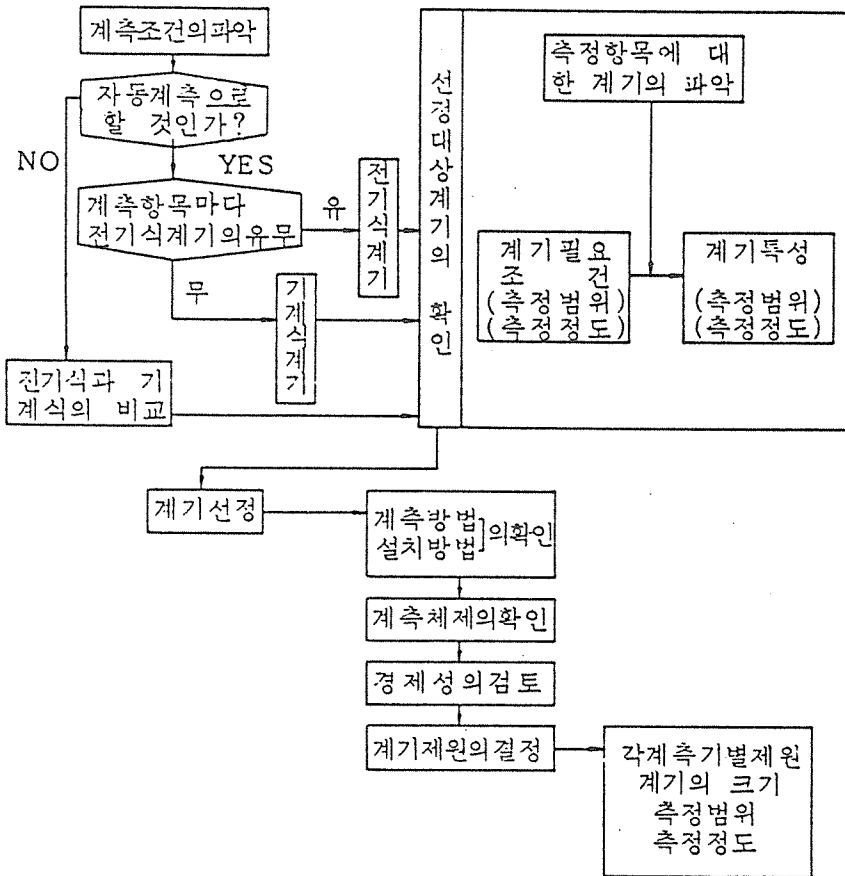 계측조건의파악
자동계측으로
할 것인가?
NO
YES
계측항목마다
전기식계기의유무
유
무
전기식계기
기계식계기
전기식과 기
계식의 비교
선정대상계기의 확인
측정항목에 대
한 계기의 파악
계기필요
조 건
(측정범위)
(측정정도)
계기특성
(측정범위)
(측정정도)
계기선정
계측방법
설치방법]의확인
계측체제의확인
경제성의검토
계기제원의결정
각계측기별제원
계기의 크기
측정범위
측정정도